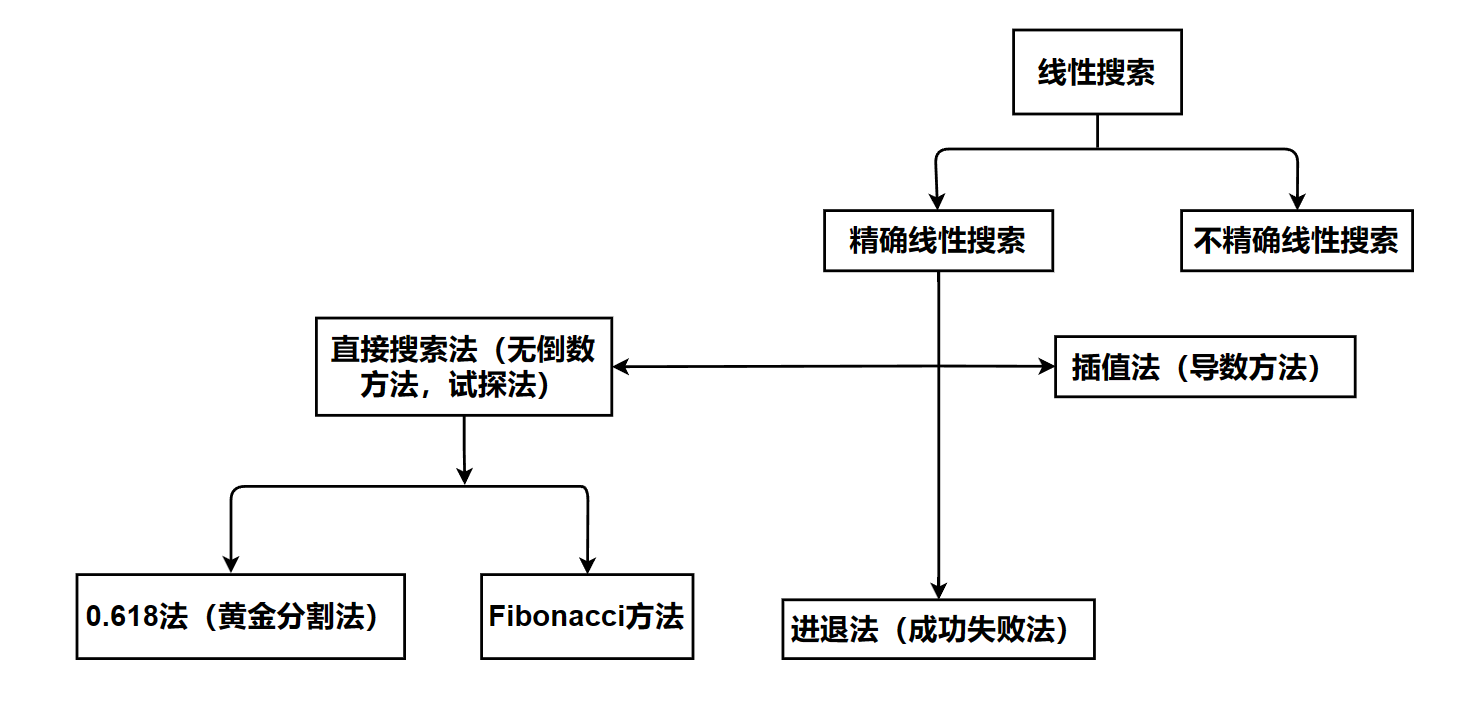 线性搜索
精确线性搜索
不精确线性搜索
直接搜索法（无倒数
方法，试探法）
插值法（导数方法）
0.618法（黄金分割法）
Fibonacci方法
进退法（成功失败法）